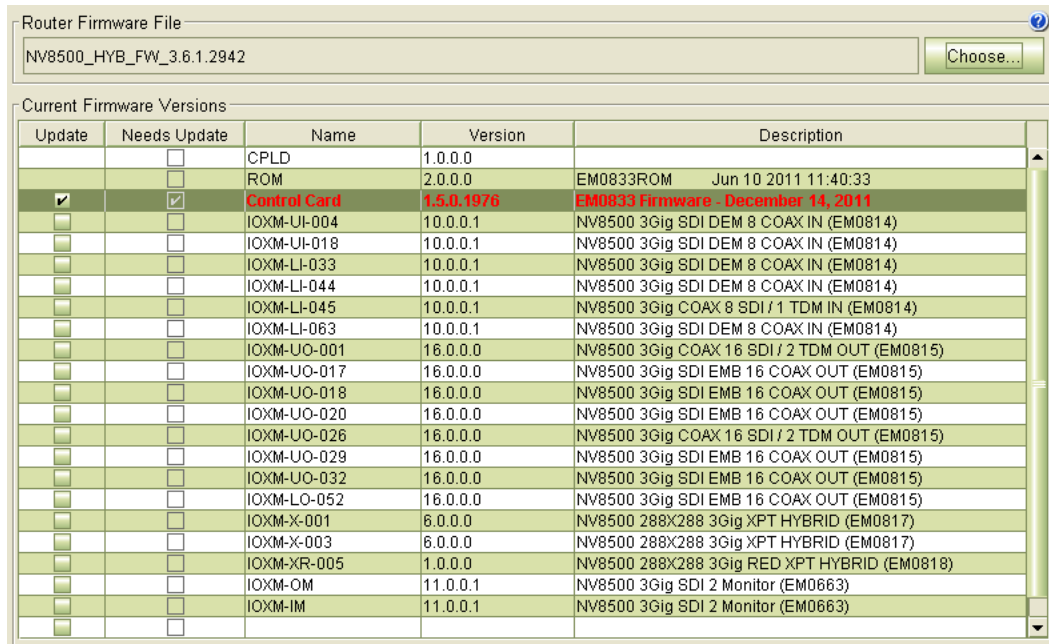 Router Firmware File
?
NV8500_HYB_FW_3.6.1.2942
Choose...
Current Firmware Versions
Update Needs Update Name Version Description
CPLD 1.0.0.0
ROM 2.0.0.0 EM0833ROM Jun 10 2011 11:40:33
Control Card 1.5.0.1976 EM0833 Firmware - December 14, 2011
IOXM-UI-004 10.0.0.1 NV8500 3Gig SDI DEM 8 COAX IN (EM0814)
IOXM-UI-018 10.0.0.1 NV8500 3Gig SDI DEM 8 COAX IN (EM0814)
IOXM-LI-033 10.0.0.1 NV8500 3Gig SDI DEM 8 COAX IN (EM0814)
IOXM-LI-044 10.0.0.1 NV8500 3Gig SDI DEM 8 COAX IN (EM0814)
IOXM-LI-045 10.0.0.1 NV8500 3Gig COAX 8 SDI / 1 TDM IN (EM0814)
IOXM-LI-063 10.0.0.1 NV8500 3Gig SDI DEM 8 COAX IN (EM0814)
IOXM-UO-001 16.0.0.0 NV8500 3Gig COAX 16 SDI / 2 TDM OUT (EM0815)
IOXM-UO-017 16.0.0.0 NV8500 3Gig SDI EMB 16 COAX OUT (EM0815)
IOXM-UO-018 16.0.0.0 NV8500 3Gig SDI EMB 16 COAX OUT (EM0815)
IOXM-UO-020 16.0.0.0 NV8500 3Gig SDI EMB 16 COAX OUT (EM0815)
IOXM-UO-026 16.0.0.0 NV8500 3Gig COAX 16 SDI / 2 TDM OUT (EM0815)
IOXM-UO-029 16.0.0.0 NV8500 3Gig SDI EMB 16 COAX OUT (EM0815)
IOXM-UO-032 16.0.0.0 NV8500 3Gig SDI EMB 16 COAX OUT (EM0815)
IOXM-LO-052 16.0.0.0 NV8500 3Gig SDI EMB 16 COAX OUT (EM0815)
IOXM-X-001 6.0.0.0 NV8500 288X288 3Gig XPT HYBRID (EM0817)
IOXM-X-003 6.0.0.0 NV8500 288X288 3Gig XPT HYBRID (EM0817)
IOXM-XR-005 1.0.0.0 NV8500 288X288 3Gig RED XPT HYBRID (EM0818)
IOXM-OM 11.0.0.1 NV8500 3Gig SDI 2 Monitor (EM0663)
IOXM-IM 11.0.0.1 NV8500 3Gig SDI 2 Monitor (EM0663)